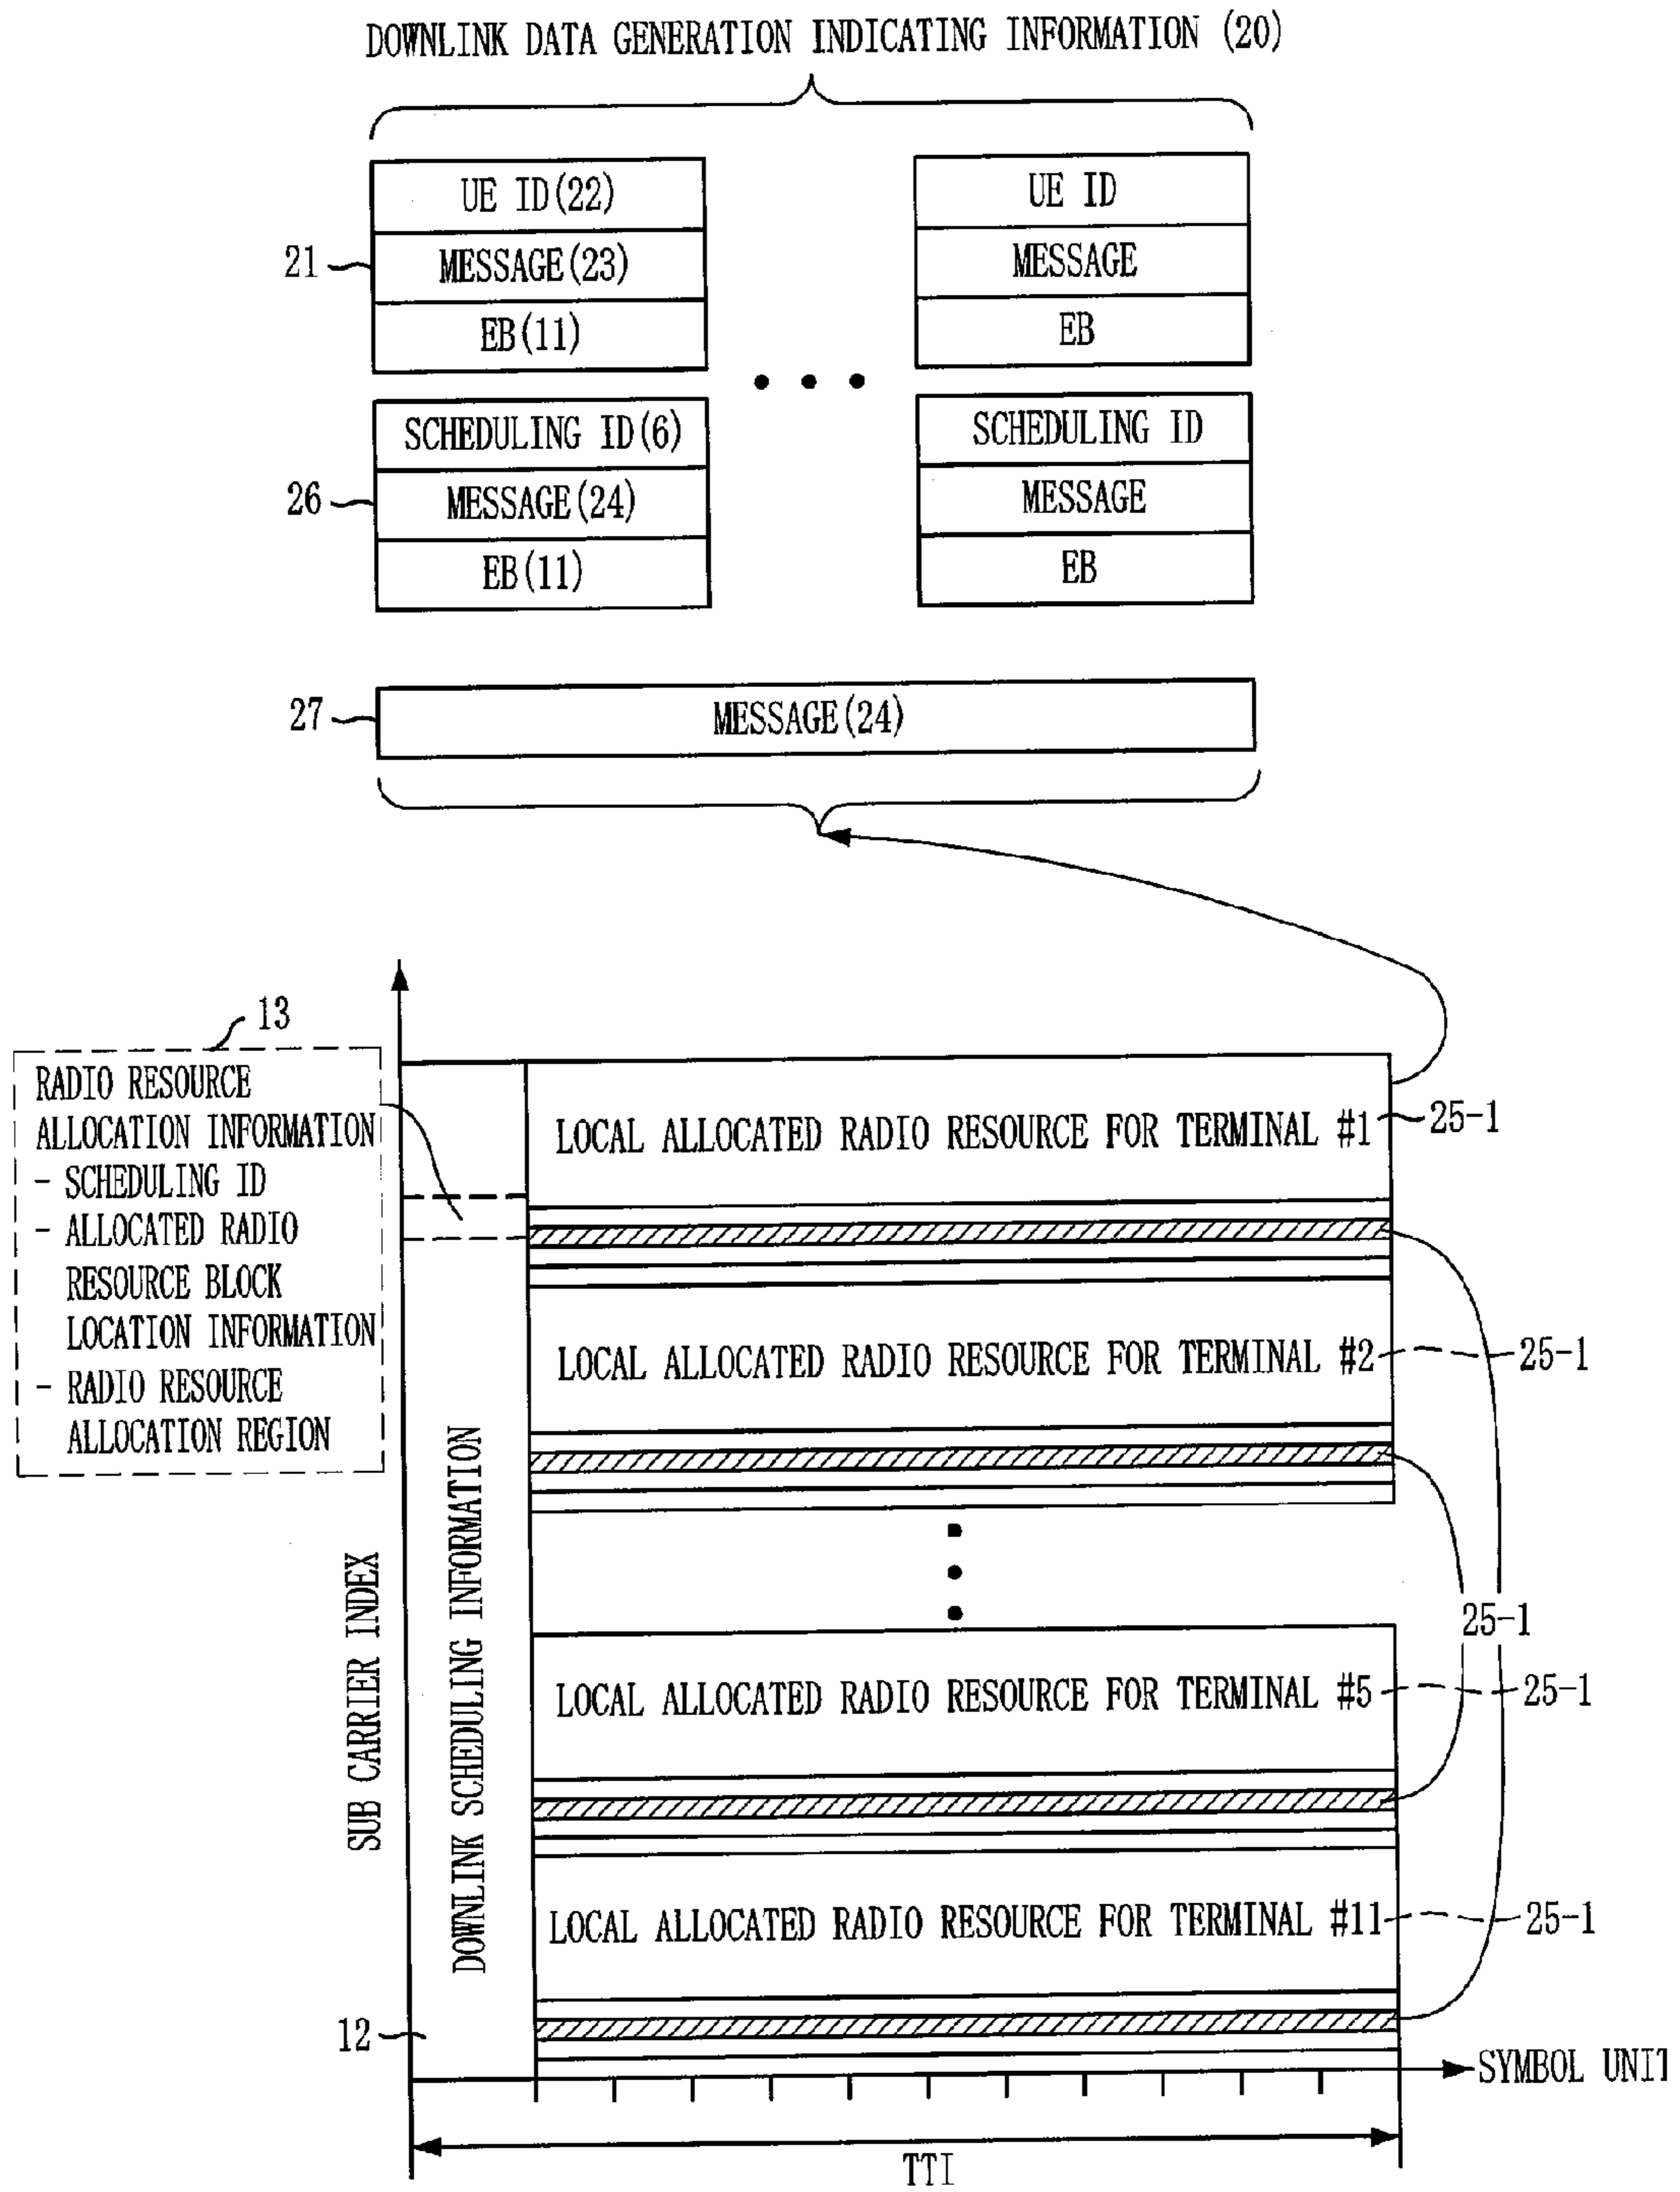 DOWNLINK DATA GENERATION INDICATING INFORMATION (20)
UE ID(22)
MESSAGE(23)
EB(11)
21
UE ID
MESSAGE
EB
SCHEDULING ID(6)
MESSAGE(24)
EB(11)
26
SCHEDULING ID
MESSAGE
EB
27
MESSAGE(24)
13
RADIO RESOURCE
ALLOCATION INFORMATION
- SCHEDULING ID
- ALLOCATED RADIO
RESOURCE BLOCK
LOCATION INFORMATION
- RADIO RESOURCE
ALLOCATION REGION
SUB CARRIER INDEX
DOWNLINK SCHEDULING INFORMATION
LOCAL ALLOCATED RADIO RESOURCE FOR TERMINAL #1
25-1
LOCAL ALLOCATED RADIO RESOURCE FOR TERMINAL #2
25-1
25-1
LOCAL ALLOCATED RADIO RESOURCE FOR TERMINAL #5
25-1
LOCAL ALLOCATED RADIO RESOURCE FOR TERMINAL #11
25-1
12
SYMBOL UNIT
TTI